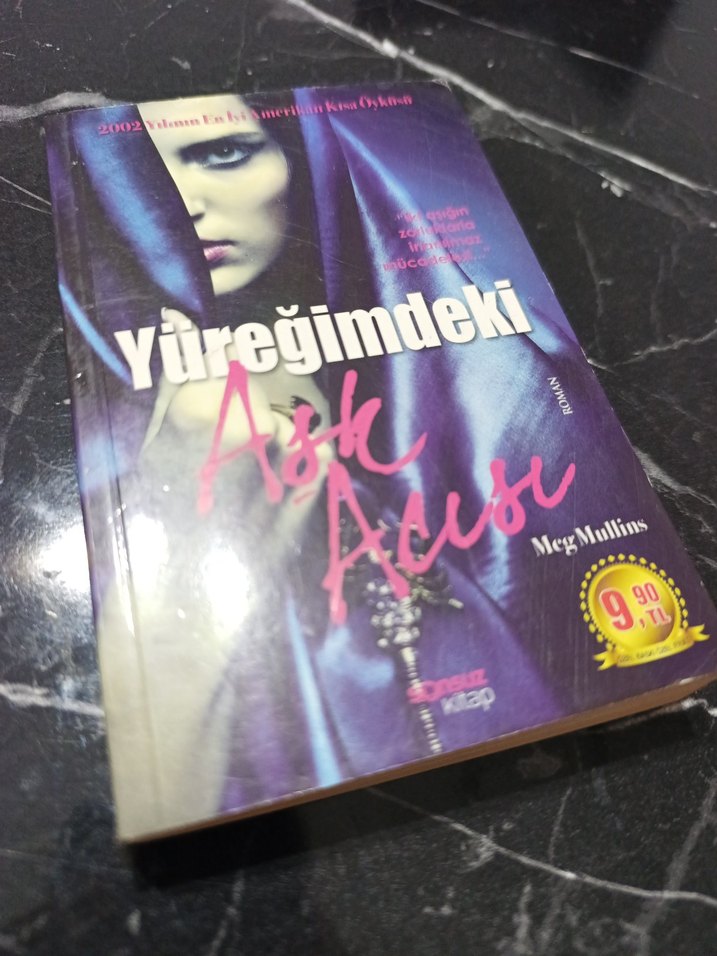 2002 Yılının En İyi Amerikan Kısa Öyküsü
aşığın
zorluklarla
inanılmaz
mücadelesi..."
Yüreğimdeki
Aşk
Acısı
ROMAN
Meg Mullins
9,90 TL
sonsuz
kitap